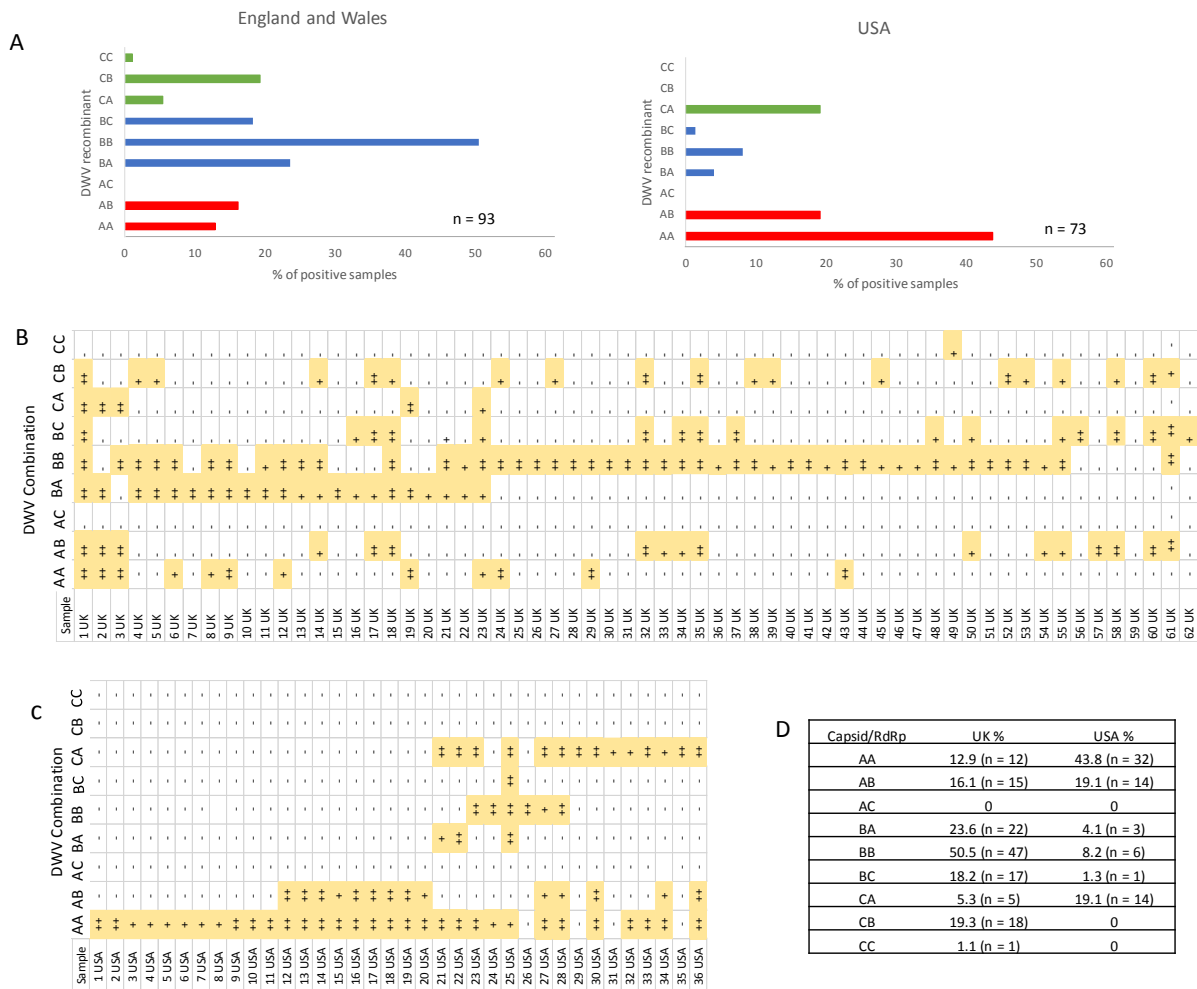 A
England and Wales
DWV recombinant
CC
CB
CA
BC
BB
BA
AC
AB
AA
0 10 20 30 40 50 60
% of positive samples
n = 93
USA
DWV recombinant
CC
CB
CA
BC
BB
BA
AC
AB
AA
0 10 20 30 40 50 60
% of positive samples
n = 73
B
DWV Combination
CC
CB
CA
BC
BB
BA
AC
AB
AA
Sample 1 UK 2 UK 3 UK 4 UK 5 UK 6 UK 7 UK 8 UK 9 UK 10 UK 11 UK 12 UK 13 UK 14 UK 15 UK 16 UK 17 UK 18 UK 19 UK 20 UK 21 UK 22 UK 23 UK 24 UK 25 UK 26 UK 27 UK 28 UK 29 UK 30 UK 31 UK 32 UK 33 UK 34 UK 35 UK 36 UK 37 UK 38 UK 39 UK 40 UK 41 UK 42 UK 43 UK 44 UK 45 UK 46 UK 47 UK 48 UK 49 UK 50 UK 51 UK 52 UK 53 UK 54 UK 55 UK 56 UK 57 UK 58 UK 59 UK 60 UK 61 UK 62 UK
C
DWV Combination
CC
CB
CA
BC
BB
BA
AC
AB
AA
Sample 1 USA 2 USA 3 USA 4 USA 5 USA 6 USA 7 USA 8 USA 9 USA 10 USA 11 USA 12 USA 13 USA 14 USA 15 USA 16 USA 17 USA 18 USA 19 USA 20 USA 21 USA 22 USA 23 USA 24 USA 25 USA 26 USA 27 USA 28 USA 29 USA 30 USA 31 USA 32 USA 33 USA 34 USA 35 USA 36 USA
D
Capsid/RdRp UK % USA %
AA 12.9 (n = 12) 43.8 (n = 32)
AB 16.1 (n = 15) 19.1 (n = 14)
AC 0 0
BA 23.6 (n = 22) 4.1 (n = 3)
BB 50.5 (n = 47) 8.2 (n = 6)
BC 18.2 (n = 17) 1.3 (n = 1)
CA 5.3 (n = 5) 19.1 (n = 14)
CB 19.3 (n = 18) 0
CC 1.1 (n = 1) 0